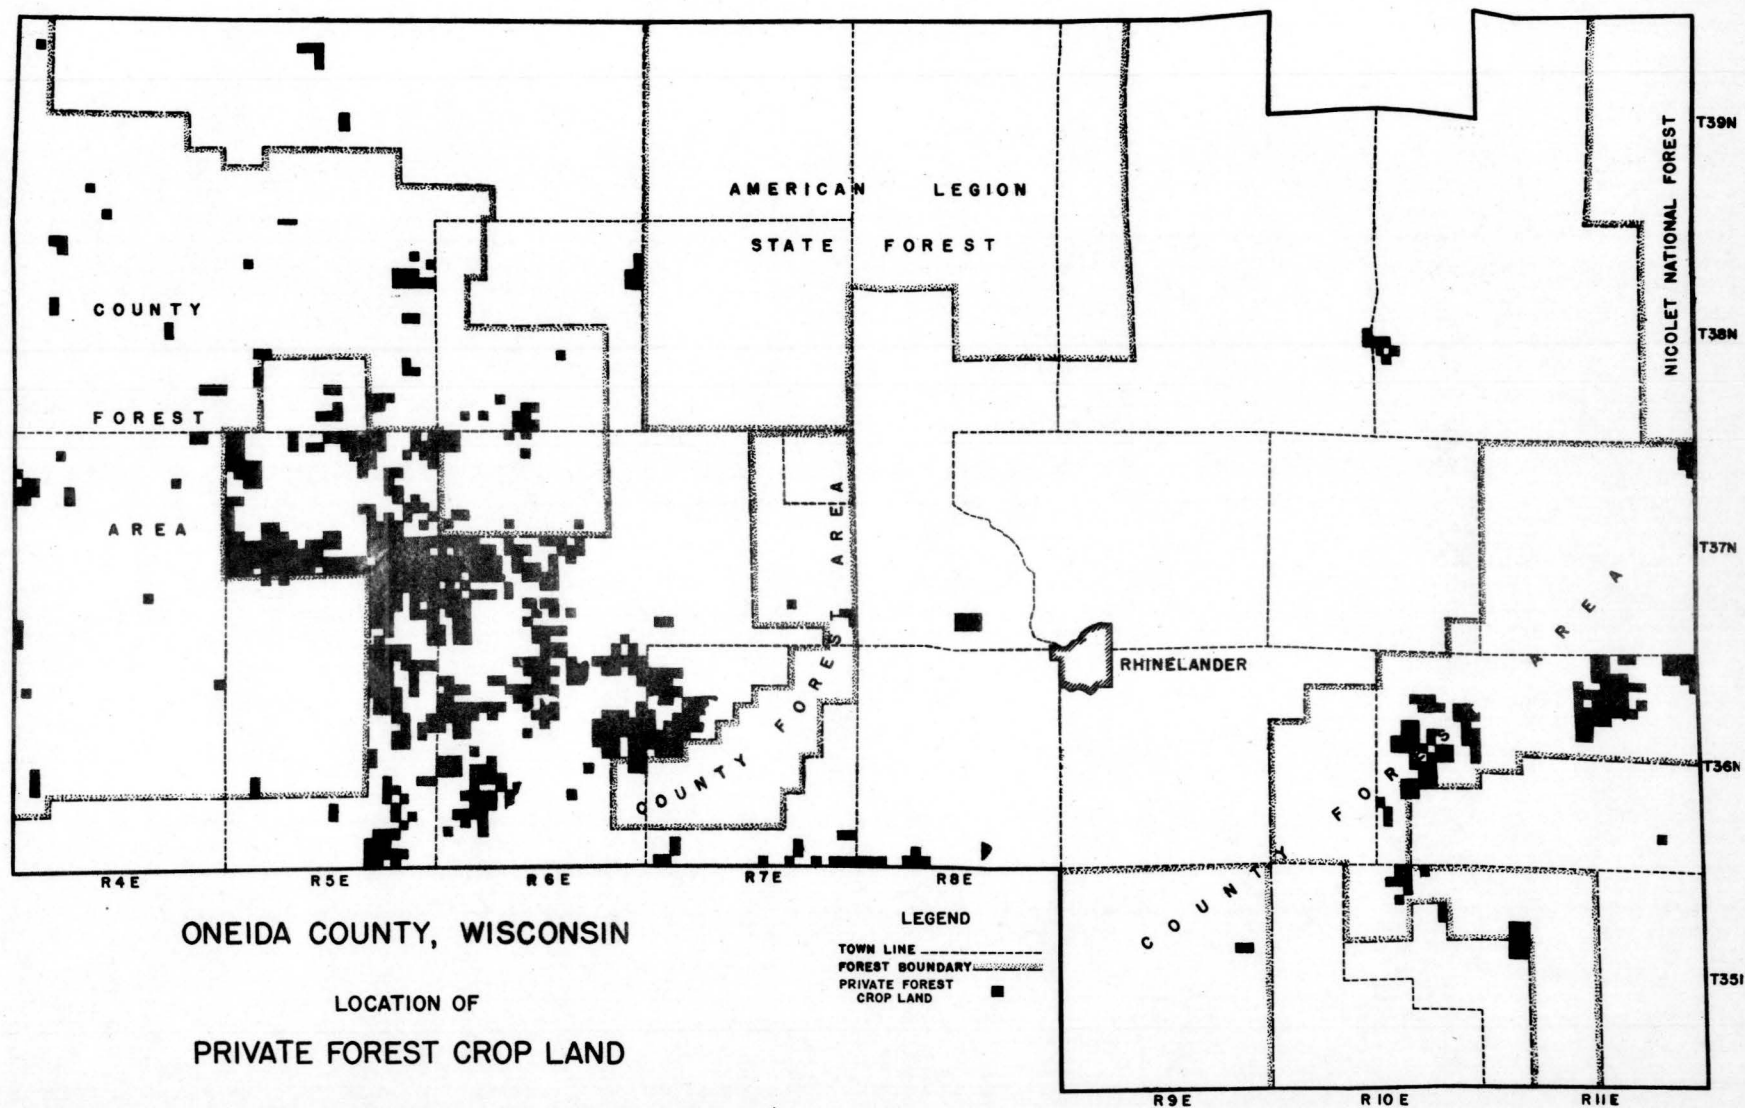 T39N
NICOLET NATIONAL FOREST
AMERICAN LEGION
STATE FOREST
COUNTY
T38N
FOREST
AREA
COUNTY FOREST AREA
T37N
RHINELANDER
COUNTY FOREST AREA
T36N
R4E R5E R6E R7E R8E
T35N
R9E R10E R11E
ONEIDA COUNTY, WISCONSIN
LOCATION OF
PRIVATE FOREST CROP LAND
LEGEND
TOWN LINE
FOREST BOUNDARY
PRIVATE FOREST
CROP LAND